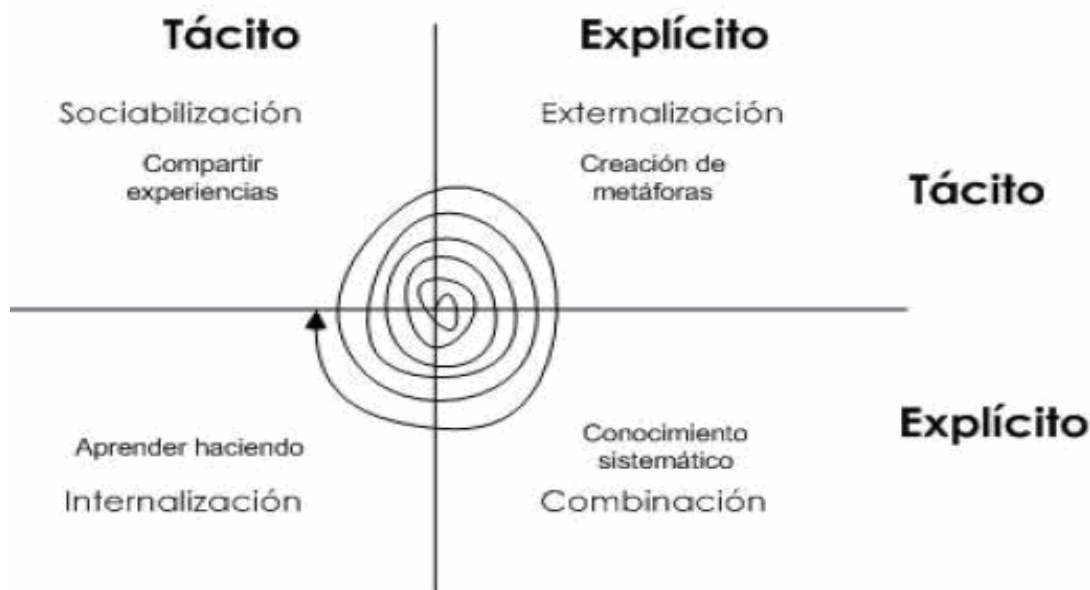 Tácito
Explícito
Sociabilización
Externalización
Compartir
experiencias
Creación de
metáforas
Tácito
Aprender haciendo
Internalización
Conocimiento
sistemático
Combinación
Explícito